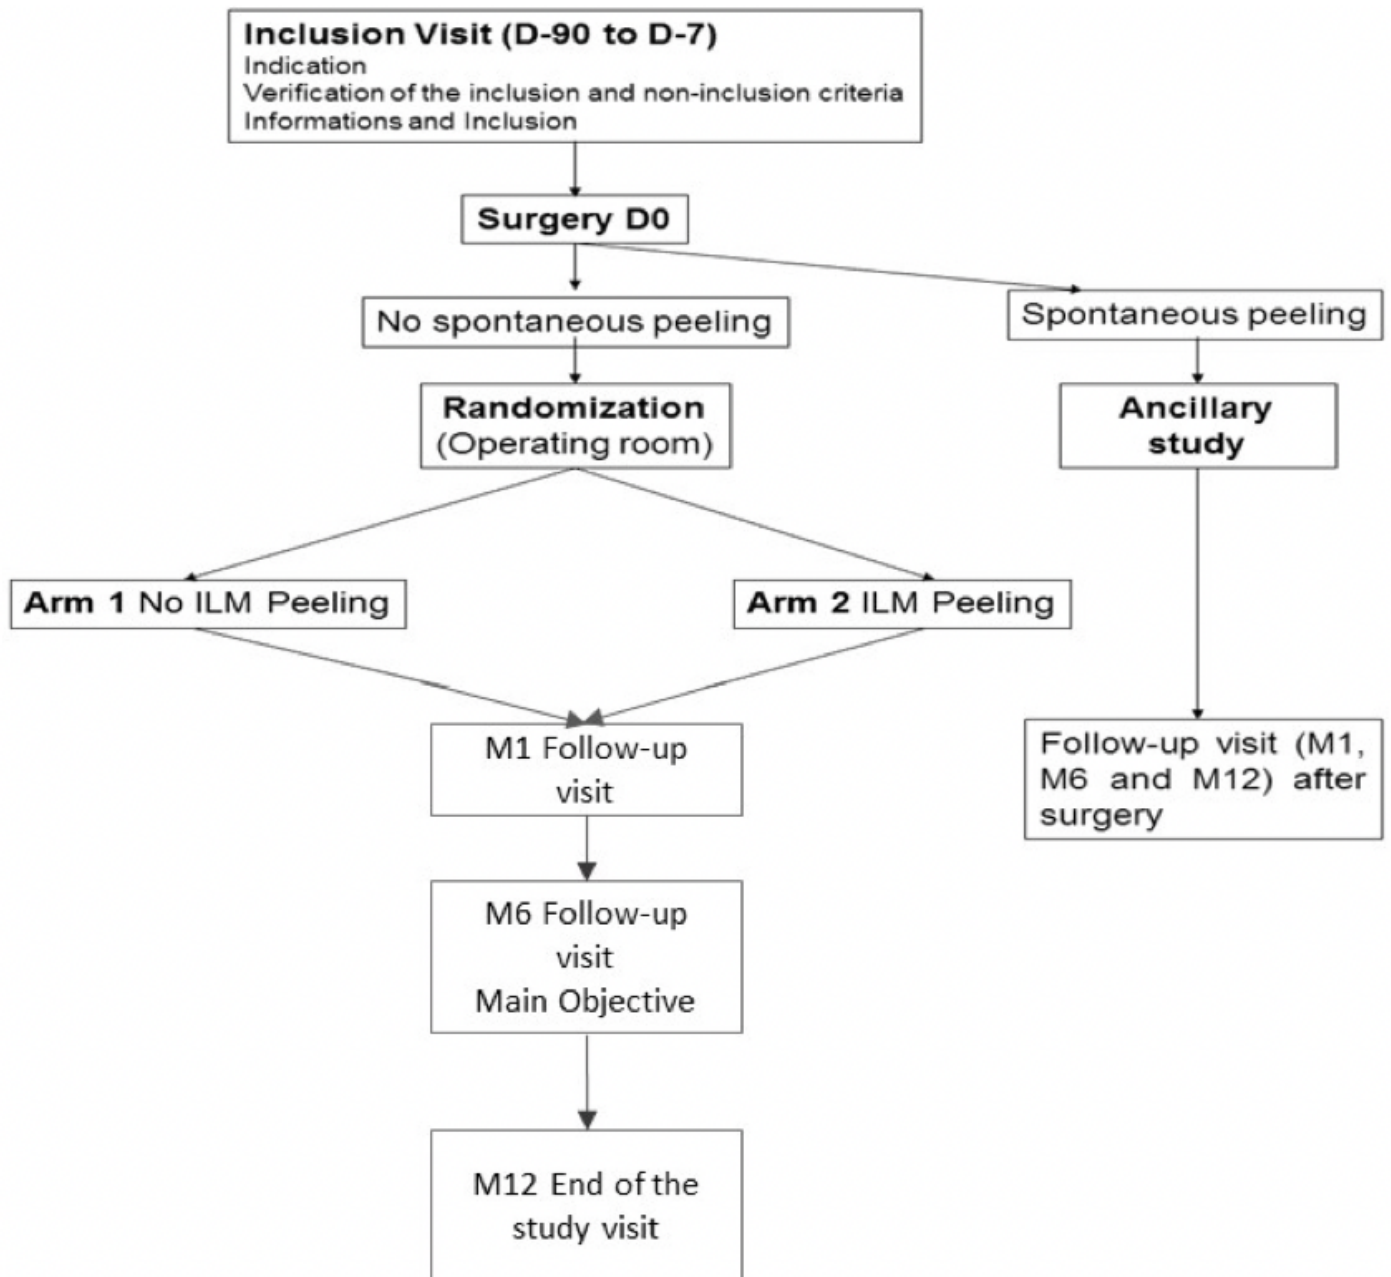 Inclusion Visit (D-90 to D-7)
Indication
Verification of the inclusion and non-inclusion criteria
Informations and Inclusion
Surgery D0
No spontaneous peeling
Spontaneous peeling
Randomization
(Operating room)
Ancillary
study
Arm 1 No ILM Peeling
Arm 2 ILM Peeling
M1 Follow-up
visit
Follow-up visit (M1,
M6 and M12) after
surgery
M6 Follow-up
visit
Main Objective
M12 End of the
study visit